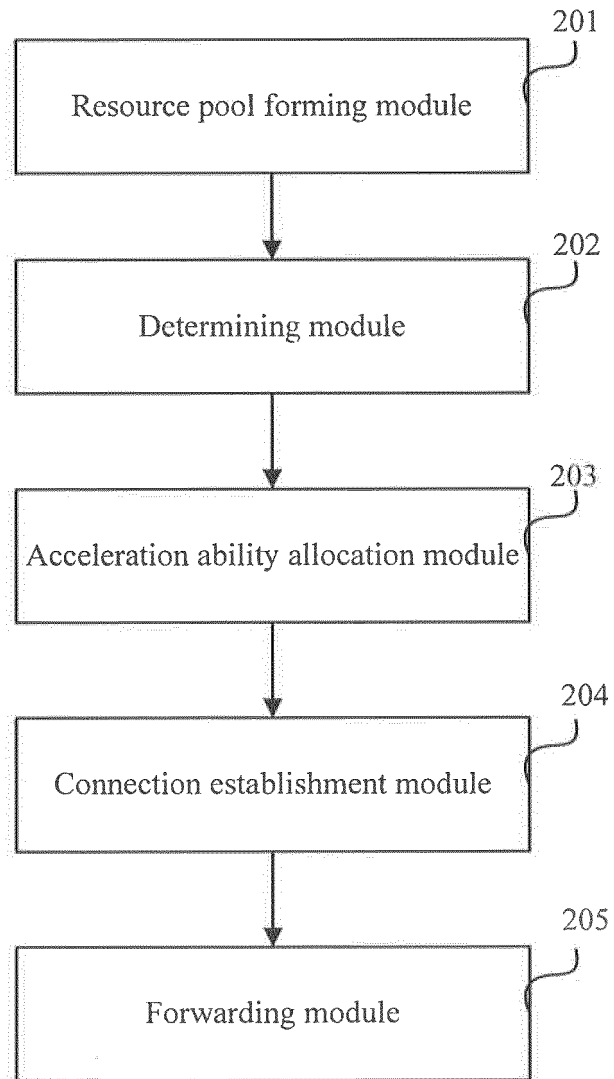 201
Resource pool forming module
202
Determining module
203
Acceleration ability allocation module
204
Connection establishment module
205
Forwarding module